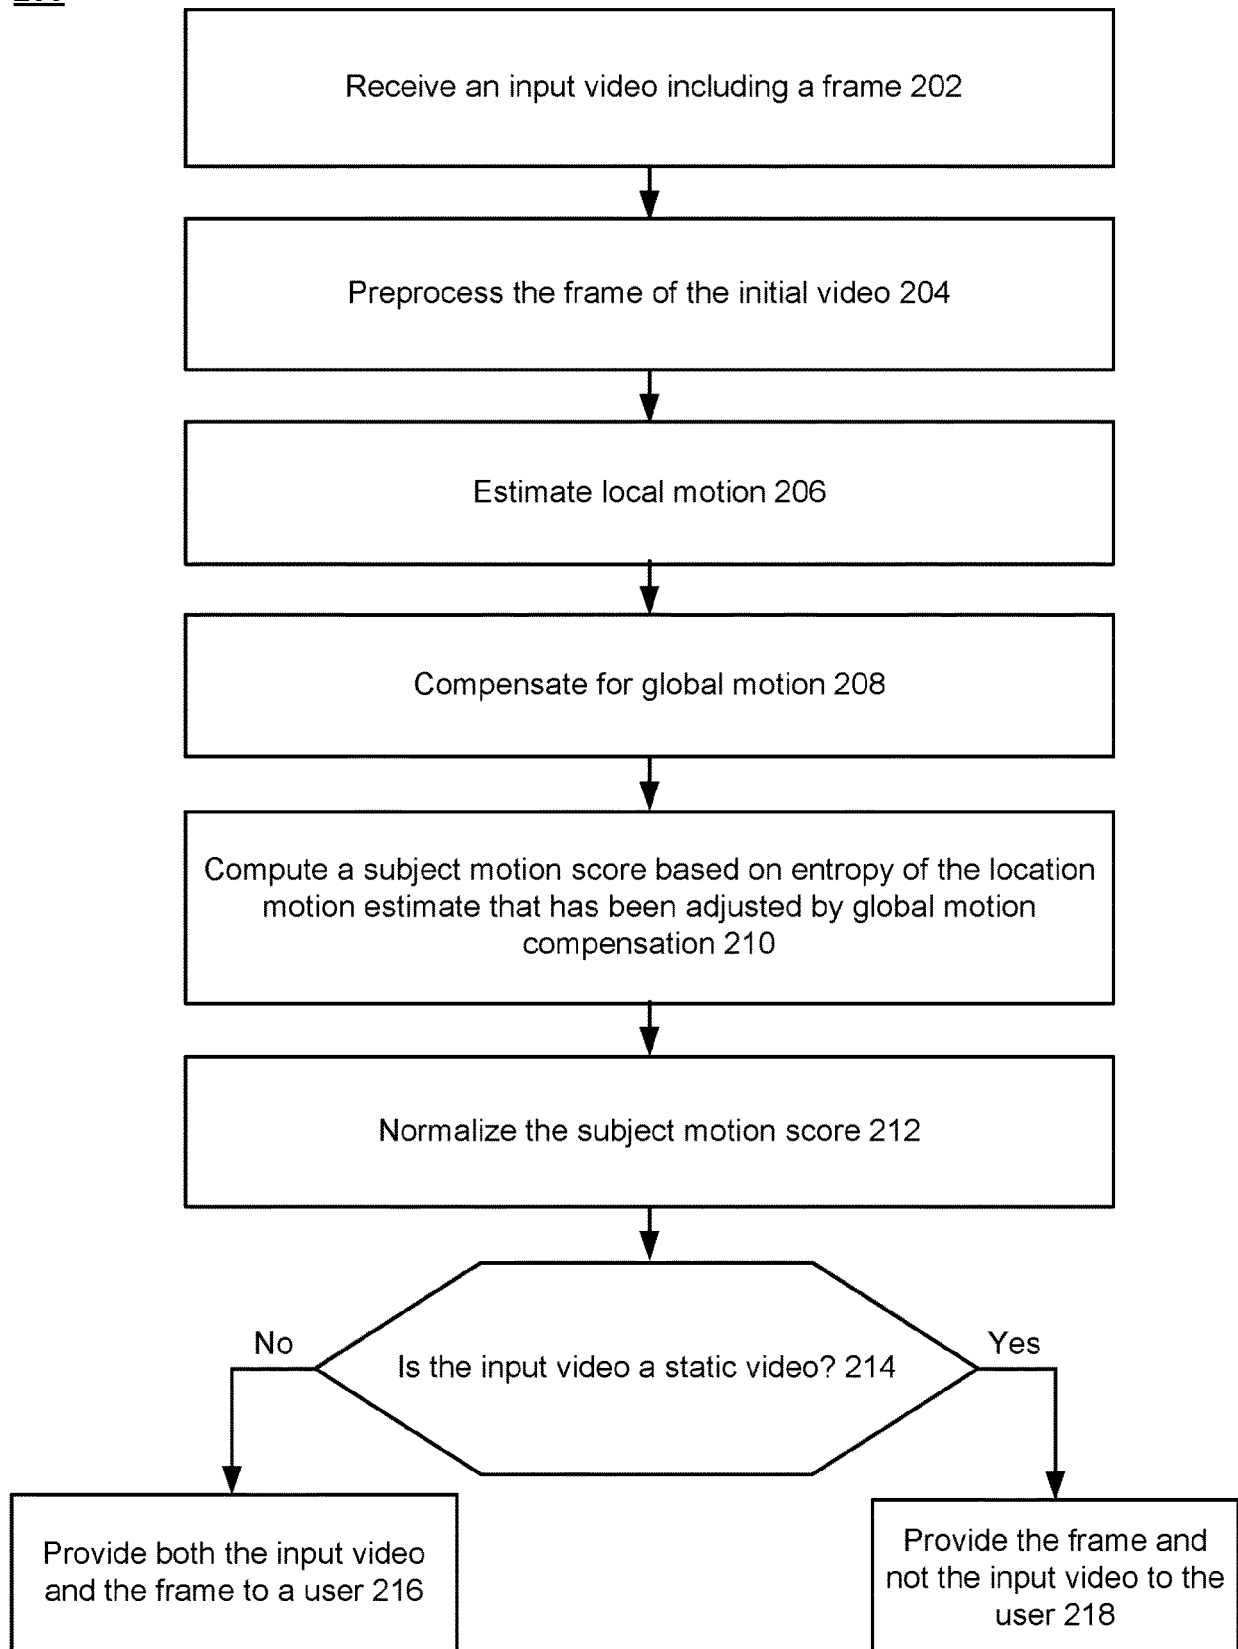 Receive an input video including a frame 202
Preprocess the frame of the initial video 204
Estimate local motion 206
Compensate for global motion 208
Compute a subject motion score based on entropy of the location
motion estimate that has been adjusted by global motion
compensation 210
Normalize the subject motion score 212
Is the input video a static video? 214
No
Yes
Provide both the input video
and the frame to a user 216
Provide the frame and
not the input video to the
user 218